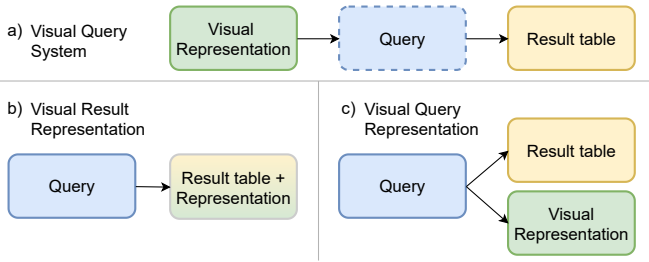 a) Visual Query
System
Visual
Representation
Query
Result table
b) Visual Result
Representation
Query
Result table +
Representation
c) Visual Query
Representation
Query
Result table
Visual
Representation